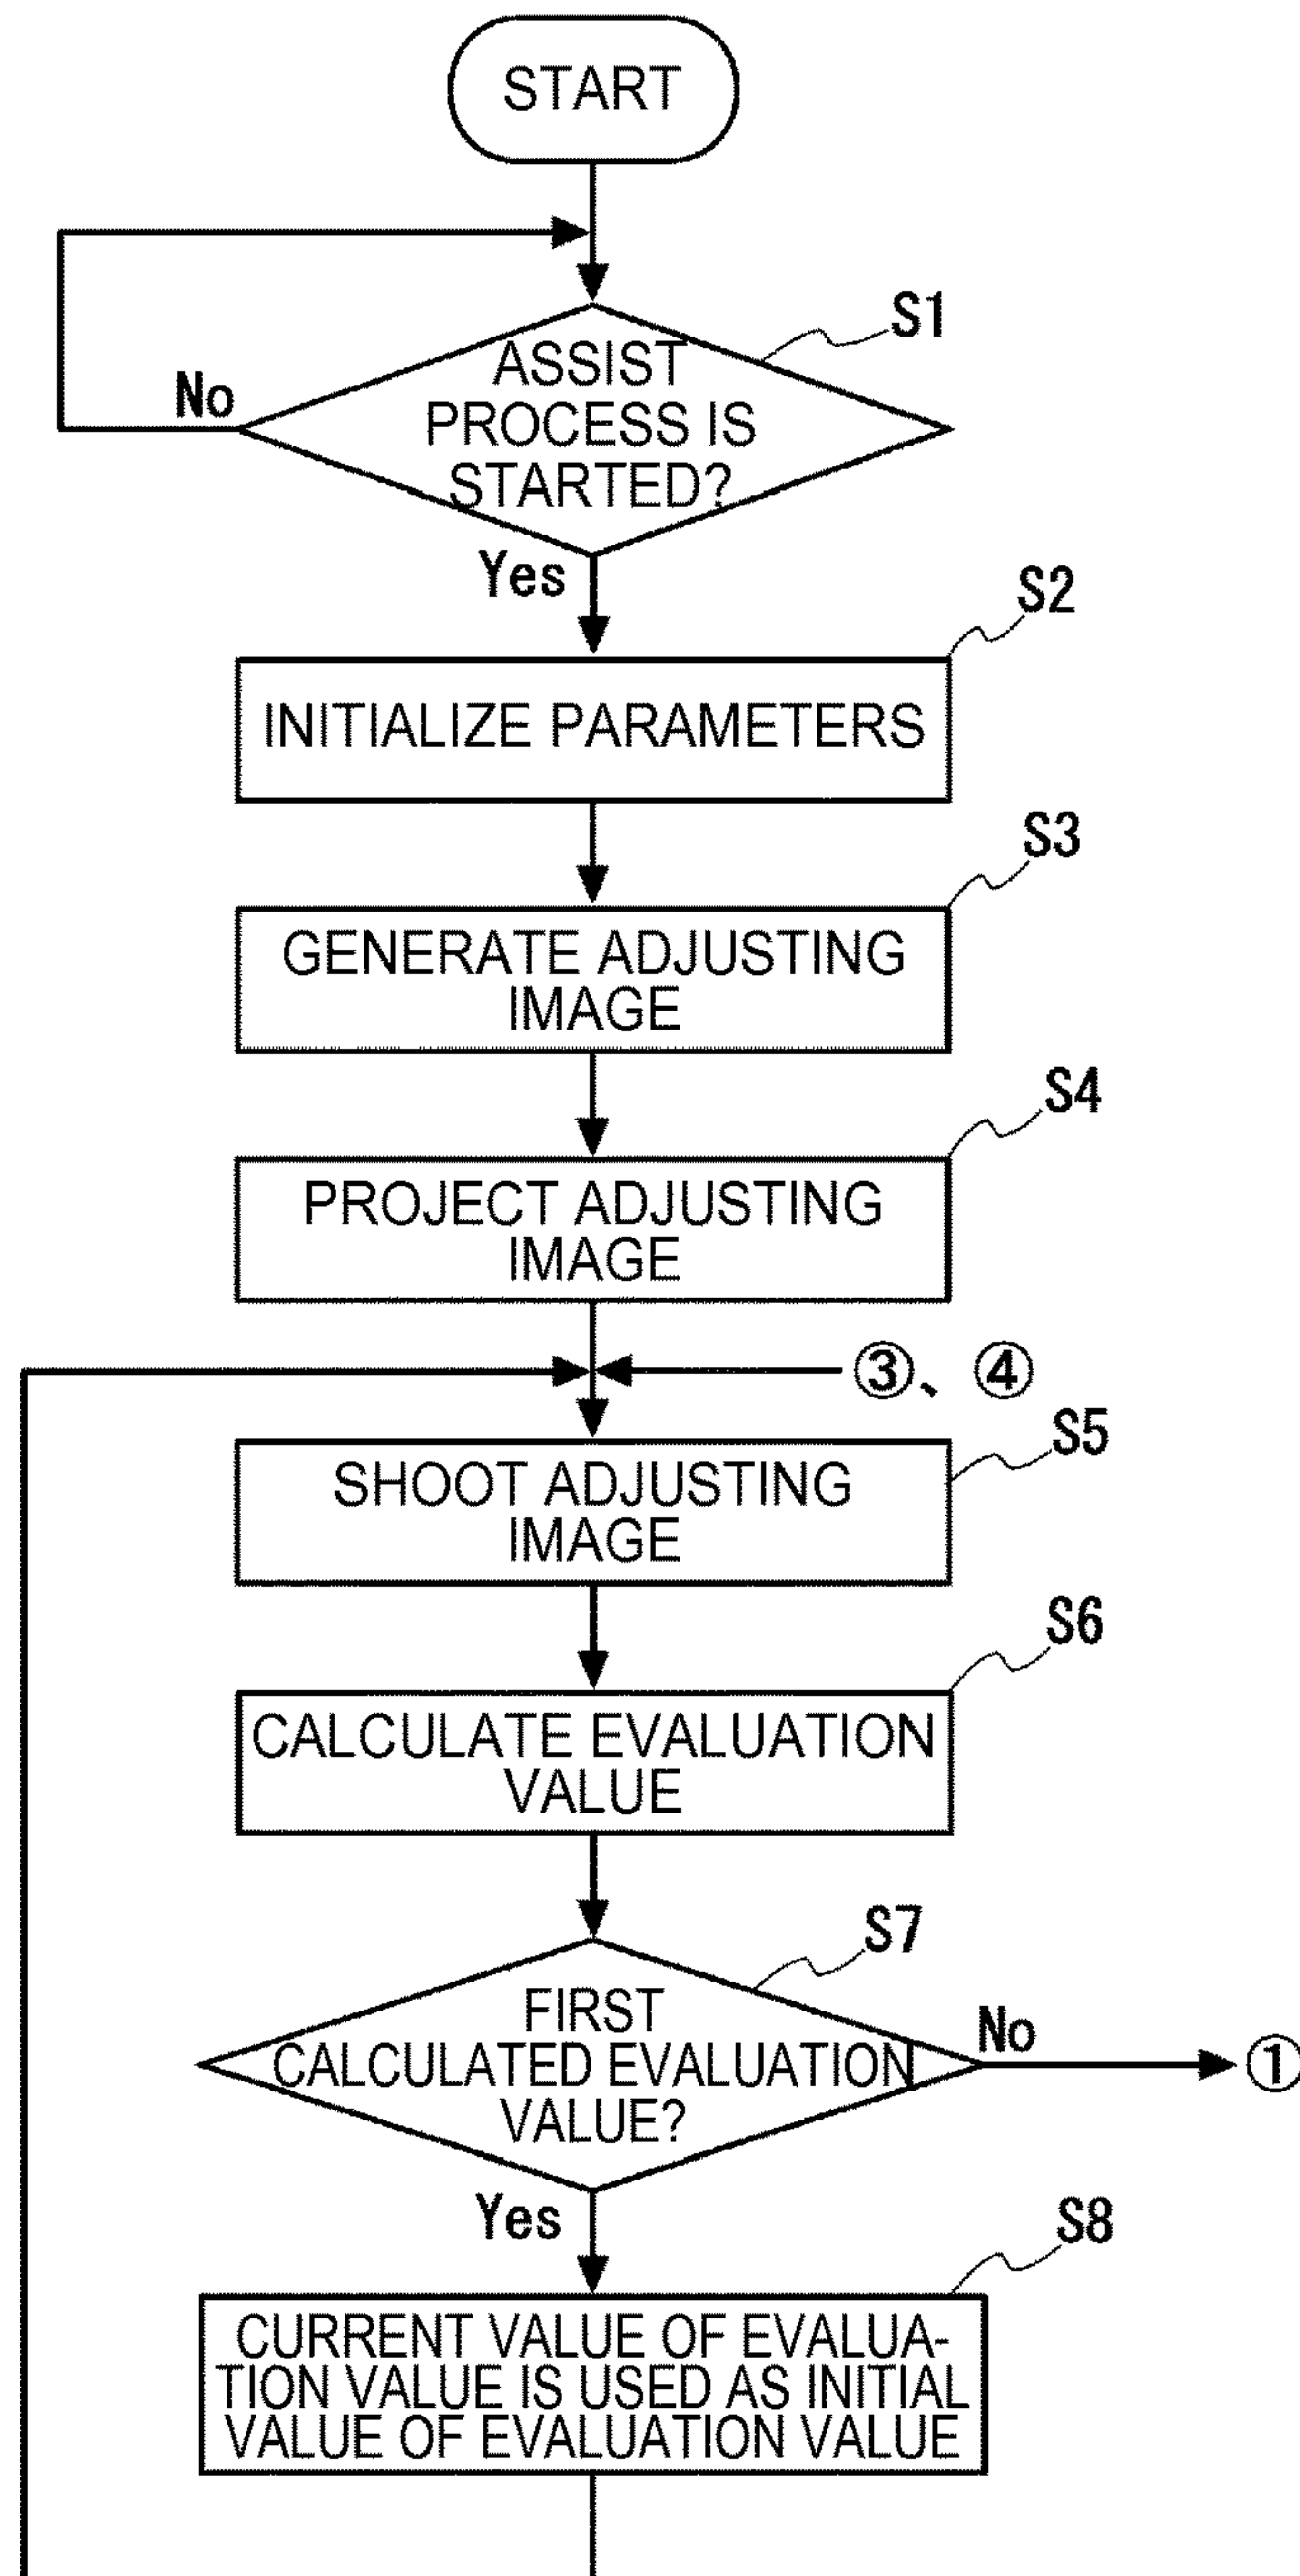 START
S1
ASSIST
PROCESS IS
STARTED?
No
Yes
S2
INITIALIZE PARAMETERS
S3
GENERATE ADJUSTING
IMAGE
S4
PROJECT ADJUSTING
IMAGE
③、④
S5
SHOOT ADJUSTING
IMAGE
S6
CALCULATE EVALUATION
VALUE
S7
FIRST
CALCULATED EVALUATION
VALUE?
No
①
Yes
S8
CURRENT VALUE OF EVALUA-
TION VALUE IS USED AS INITIAL
VALUE OF EVALUATION VALUE